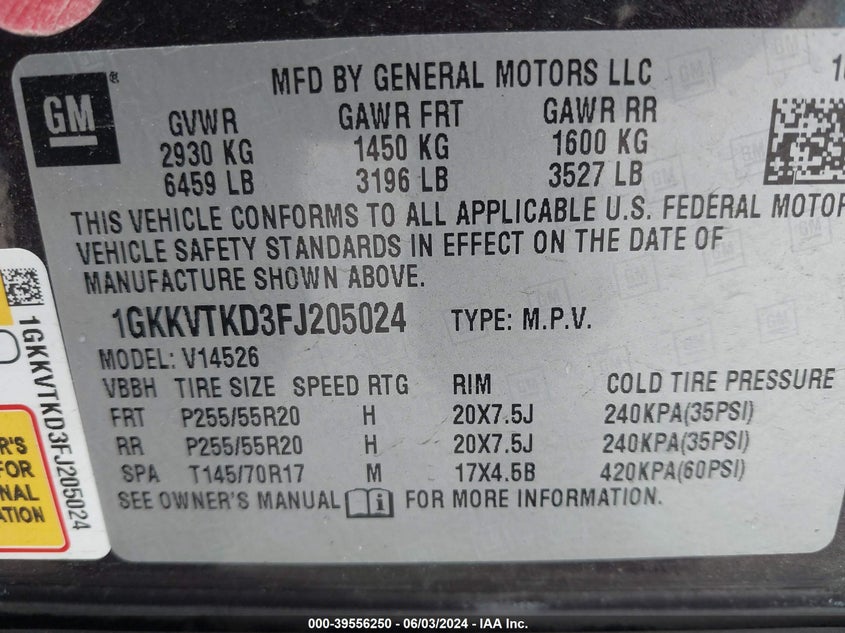 MFD BY GENERAL MOTORS LLC
GM®
GVWR GAWR FRT GAWR RR
2930 KG 1450 KG 1600 KG
6459 LB 3196 LB 3527 LB
THIS VEHICLE CONFORMS TO ALL APPLICABLE U.S. FEDERAL MOTOR
VEHICLE SAFETY STANDARDS IN EFFECT ON THE DATE OF
MANUFACTURE SHOWN ABOVE.
1GKKVTKD3FJ205024 TYPE: M.P.V.
MODEL: V14526
VBBH TIRE SIZE SPEED RTG RIM COLD TIRE PRESSURE
FRT P255/55R20 H 20X7.5J 240KPA(35PSI)
RR P255/55R20 H 20X7.5J 240KPA(35PSI)
SPA T145/70R17 M 17X4.5B 420KPA(60PSI)
SEE OWNER'S MANUAL i FOR MORE INFORMATION.
1GKKVTKD3FJ205024
R'S
FOR
NAL
ATION
000-39556250 - 06/03/2024 - IAA Inc.